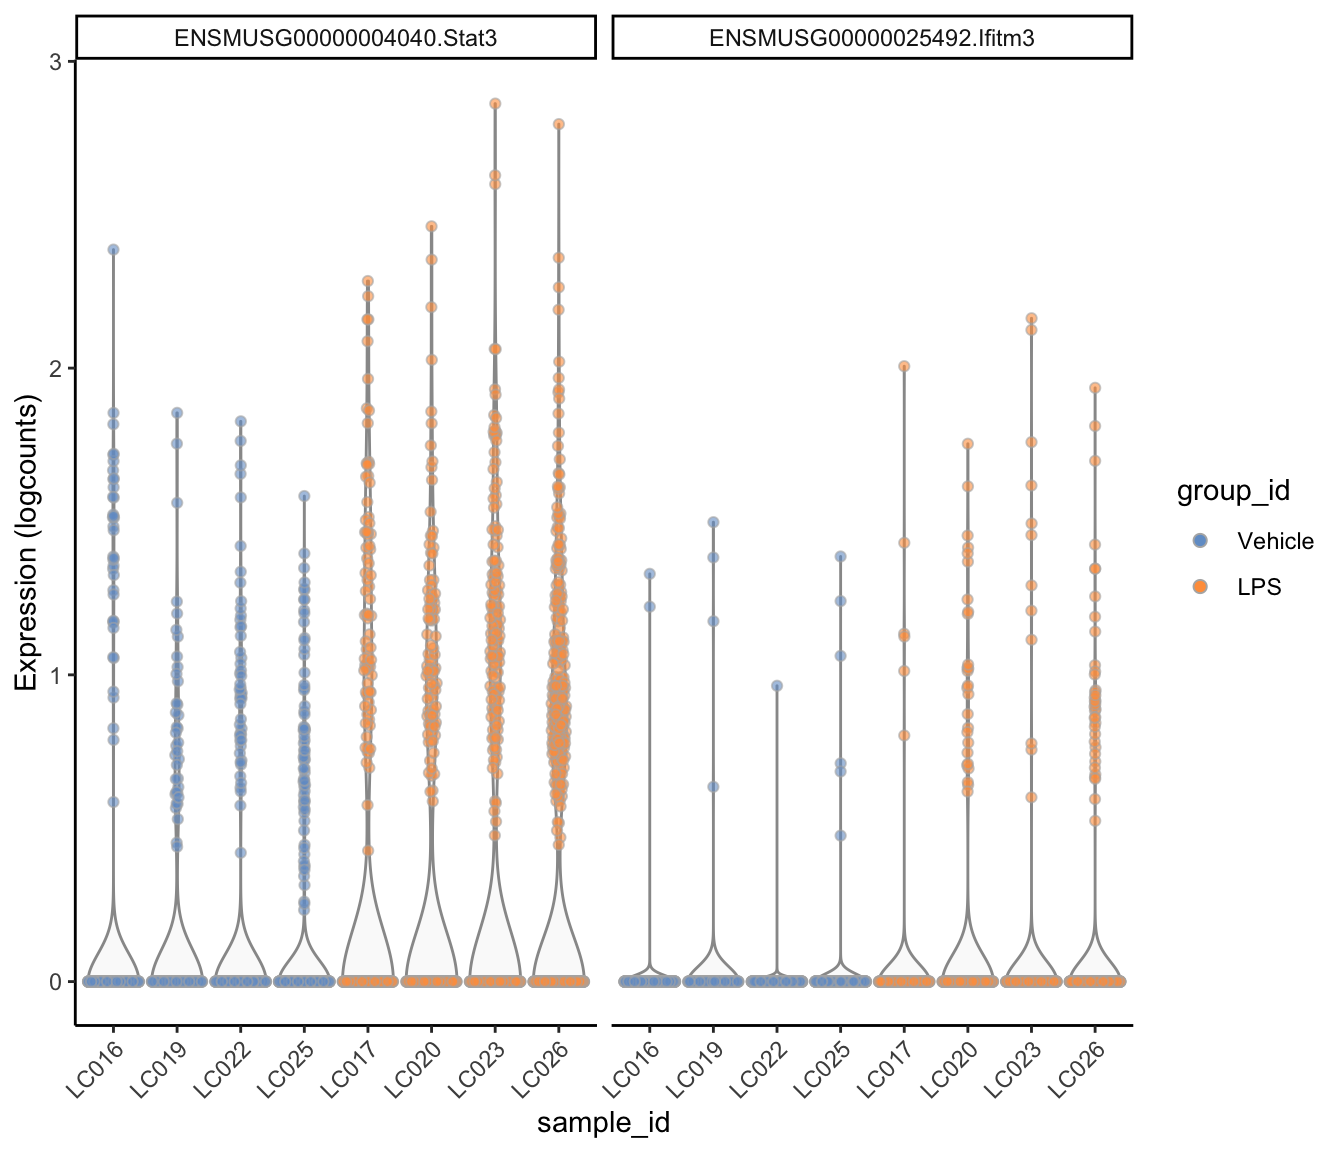 ENSMUSG00000004040.Stat3
ENSMUSG00000025492.Ifitm3
Expression (logcounts)
3
2
1
0
LC016
LC019
LC022
LC025
LC017
LC020
LC023
LC026
LC016
LC019
LC022
LC025
LC017
LC020
LC023
LC026
sample_id
group_id
Vehicle
LPS